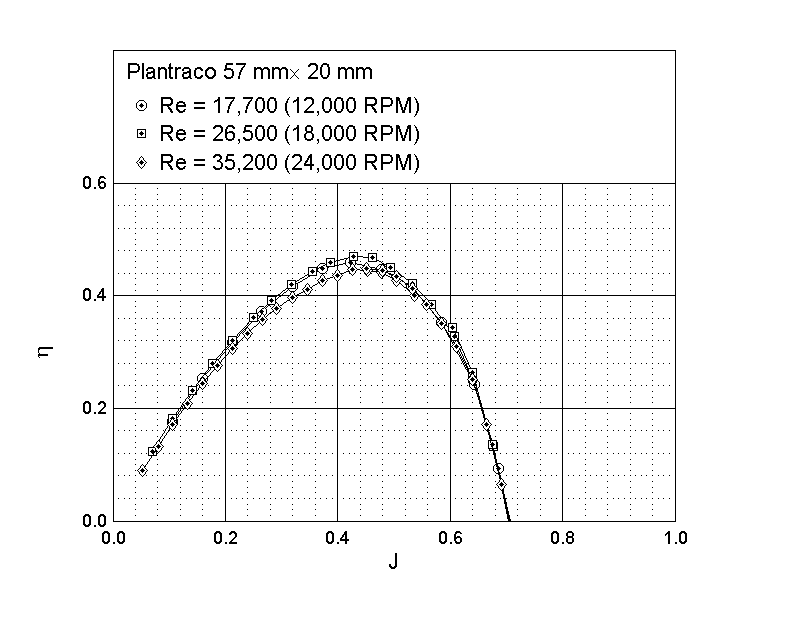 Plantraco 57 mm× 20 mm
Re = 17,700 (12,000 RPM)
Re = 26,500 (18,000 RPM)
Re = 35,200 (24,000 RPM)
0.6
0.4
η
0.2
0.0
0.0 0.2 0.4 0.6 0.8 1.0
J